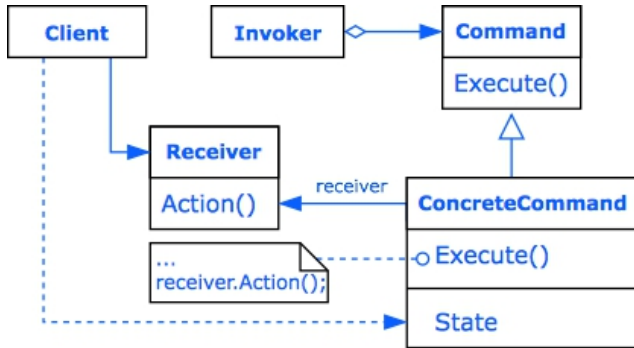 Client
Invoker
Command
Execute()
Receiver
Action()
receiver
ConcreteCommand
...
receiver.Action();
Execute()
State